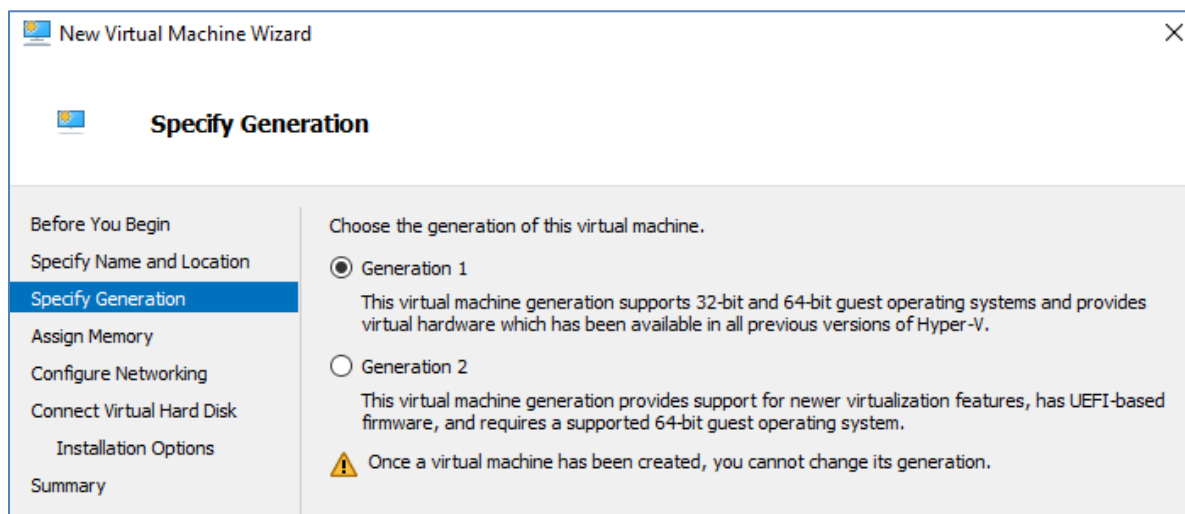 New Virtual Machine Wizard
Specify Generation
Before You Begin
Specify Name and Location
Specify Generation
Assign Memory
Configure Networking
Connect Virtual Hard Disk
Installation Options
Summary
Choose the generation of this virtual machine.
Generation 1
This virtual machine generation supports 32-bit and 64-bit guest operating systems and provides
virtual hardware which has been available in all previous versions of Hyper-V.
Generation 2
This virtual machine generation provides support for newer virtualization features, has UEFI-based
firmware, and requires a supported 64-bit guest operating system.
Once a virtual machine has been created, you cannot change its generation.